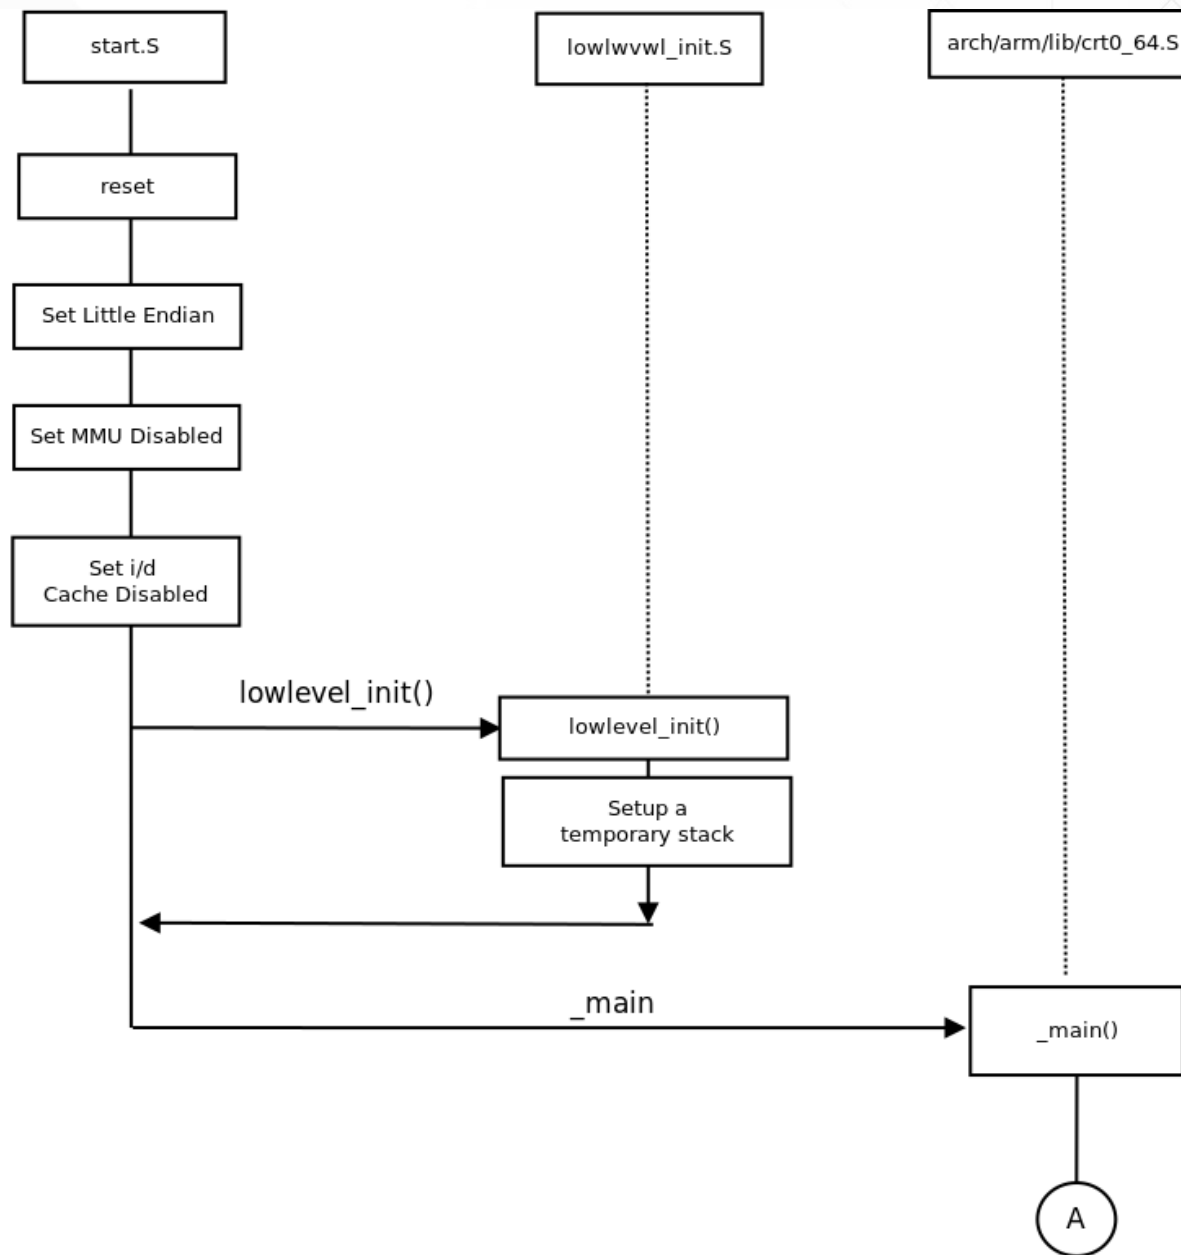 start.S
lowlwvwl_init.S
arch/arm/lib/crt0_64.S
reset
Set Little Endian
Set MMU Disabled
Set i/d
Cache Disabled
lowlevel_init()
lowlevel_init()
Setup a
temporary stack
_main
_main()
A